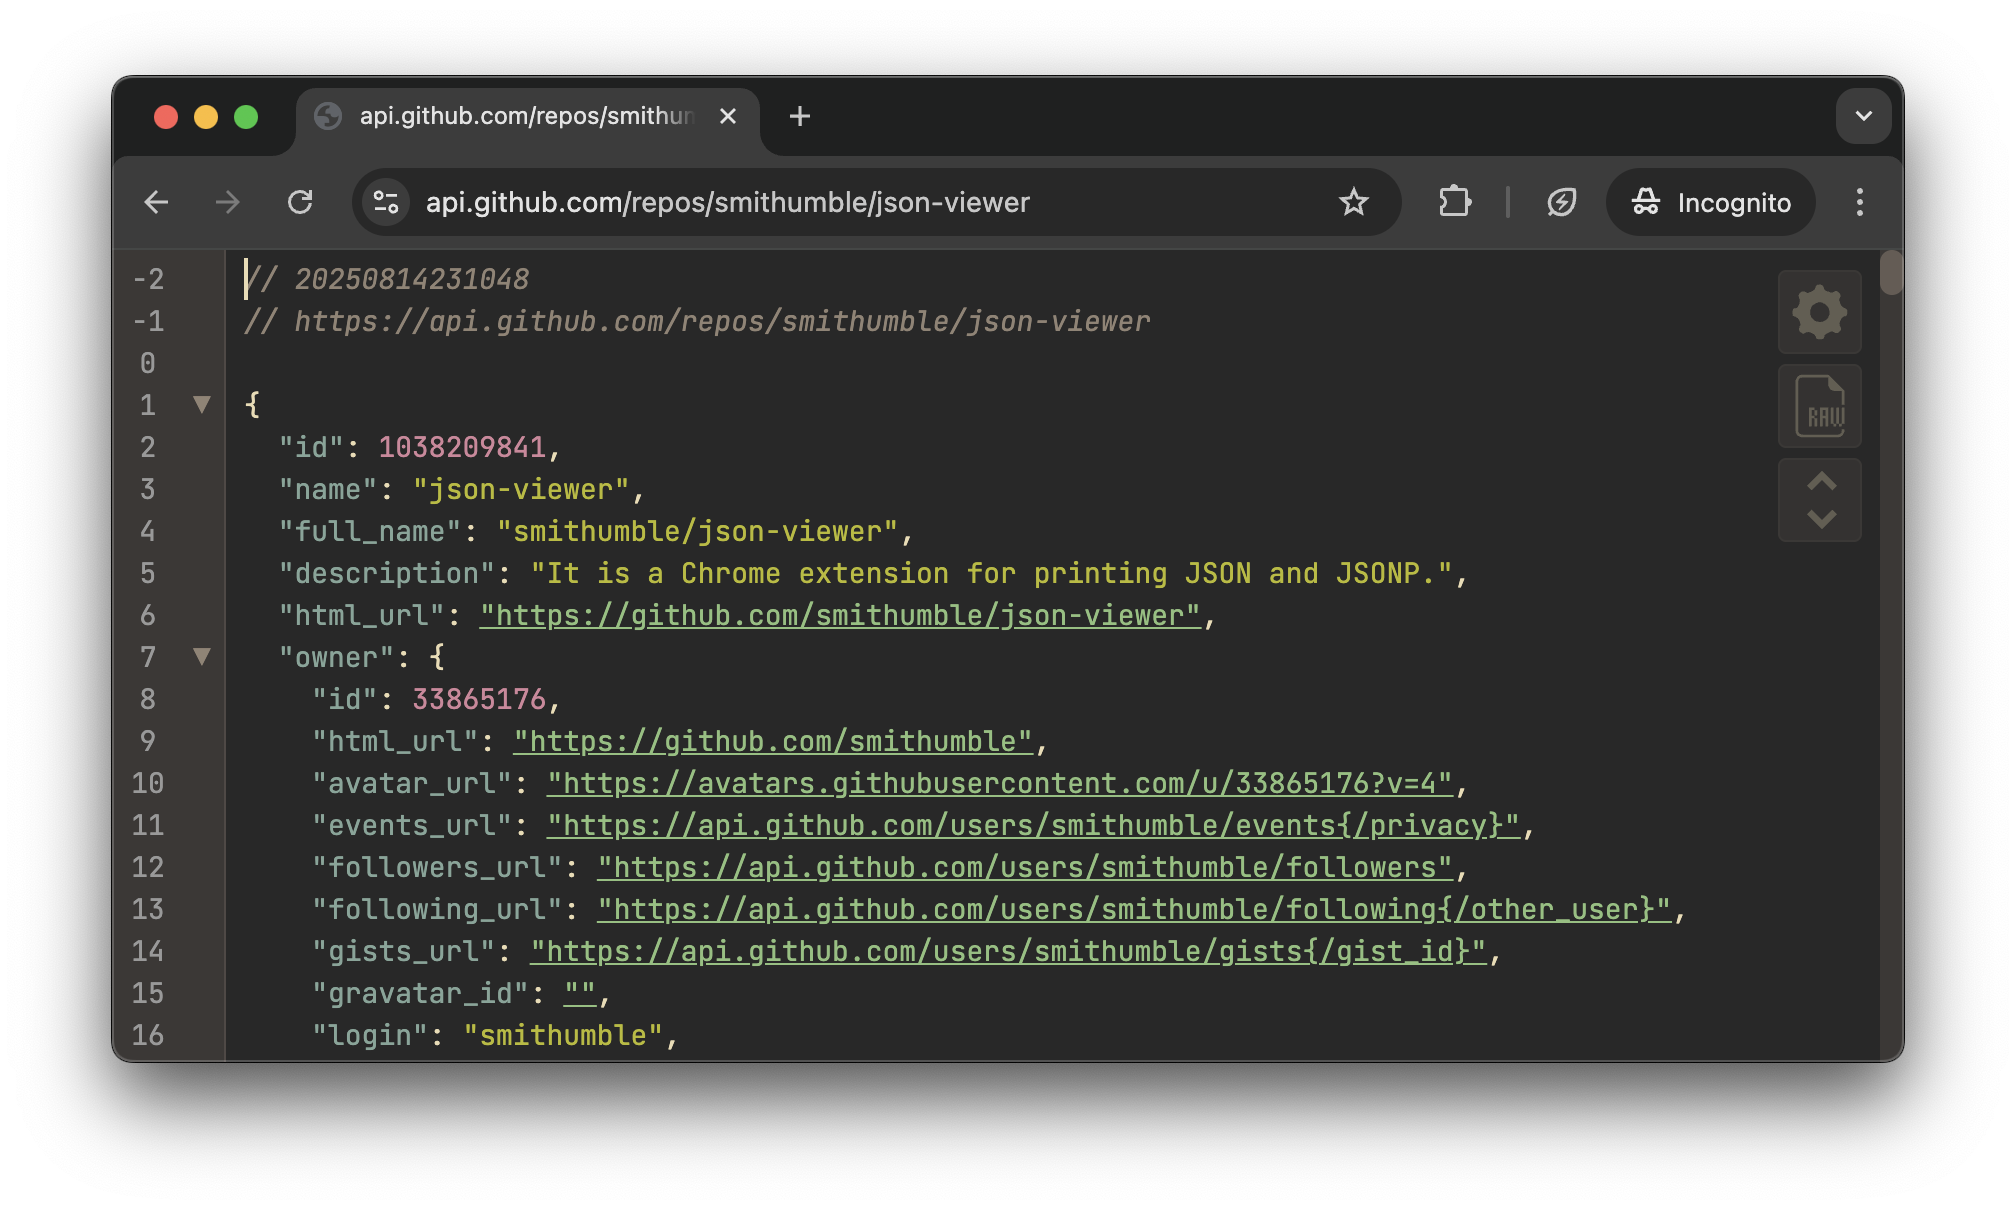 api.github.com/repos/smithum
api.github.com/repos/smithumble/json-viewer
Incognito
-2 // 20250814231048
-1 // https://api.github.com/repos/smithumble/json-viewer
0
1 {
2 "id": 1038209841,
3 "name": "json-viewer",
4 "full_name": "smithumble/json-viewer",
5 "description": "It is a Chrome extension for printing JSON and JSONP.",
6 "html_url": "https://github.com/smithumble/json-viewer",
7 "owner": {
8 "id": 33865176,
9 "html_url": "https://github.com/smithumble",
10 "avatar_url": "https://avatars.githubusercontent.com/u/33865176?v=4",
11 "events_url": "https://api.github.com/users/smithumble/events{/privacy}",
12 "followers_url": "https://api.github.com/users/smithumble/followers",
13 "following_url": "https://api.github.com/users/smithumble/following{/other_user}",
14 "gists_url": "https://api.github.com/users/smithumble/gists{/gist_id}",
15 "gravatar_id": "",
16 "login": "smithumble",
RAW